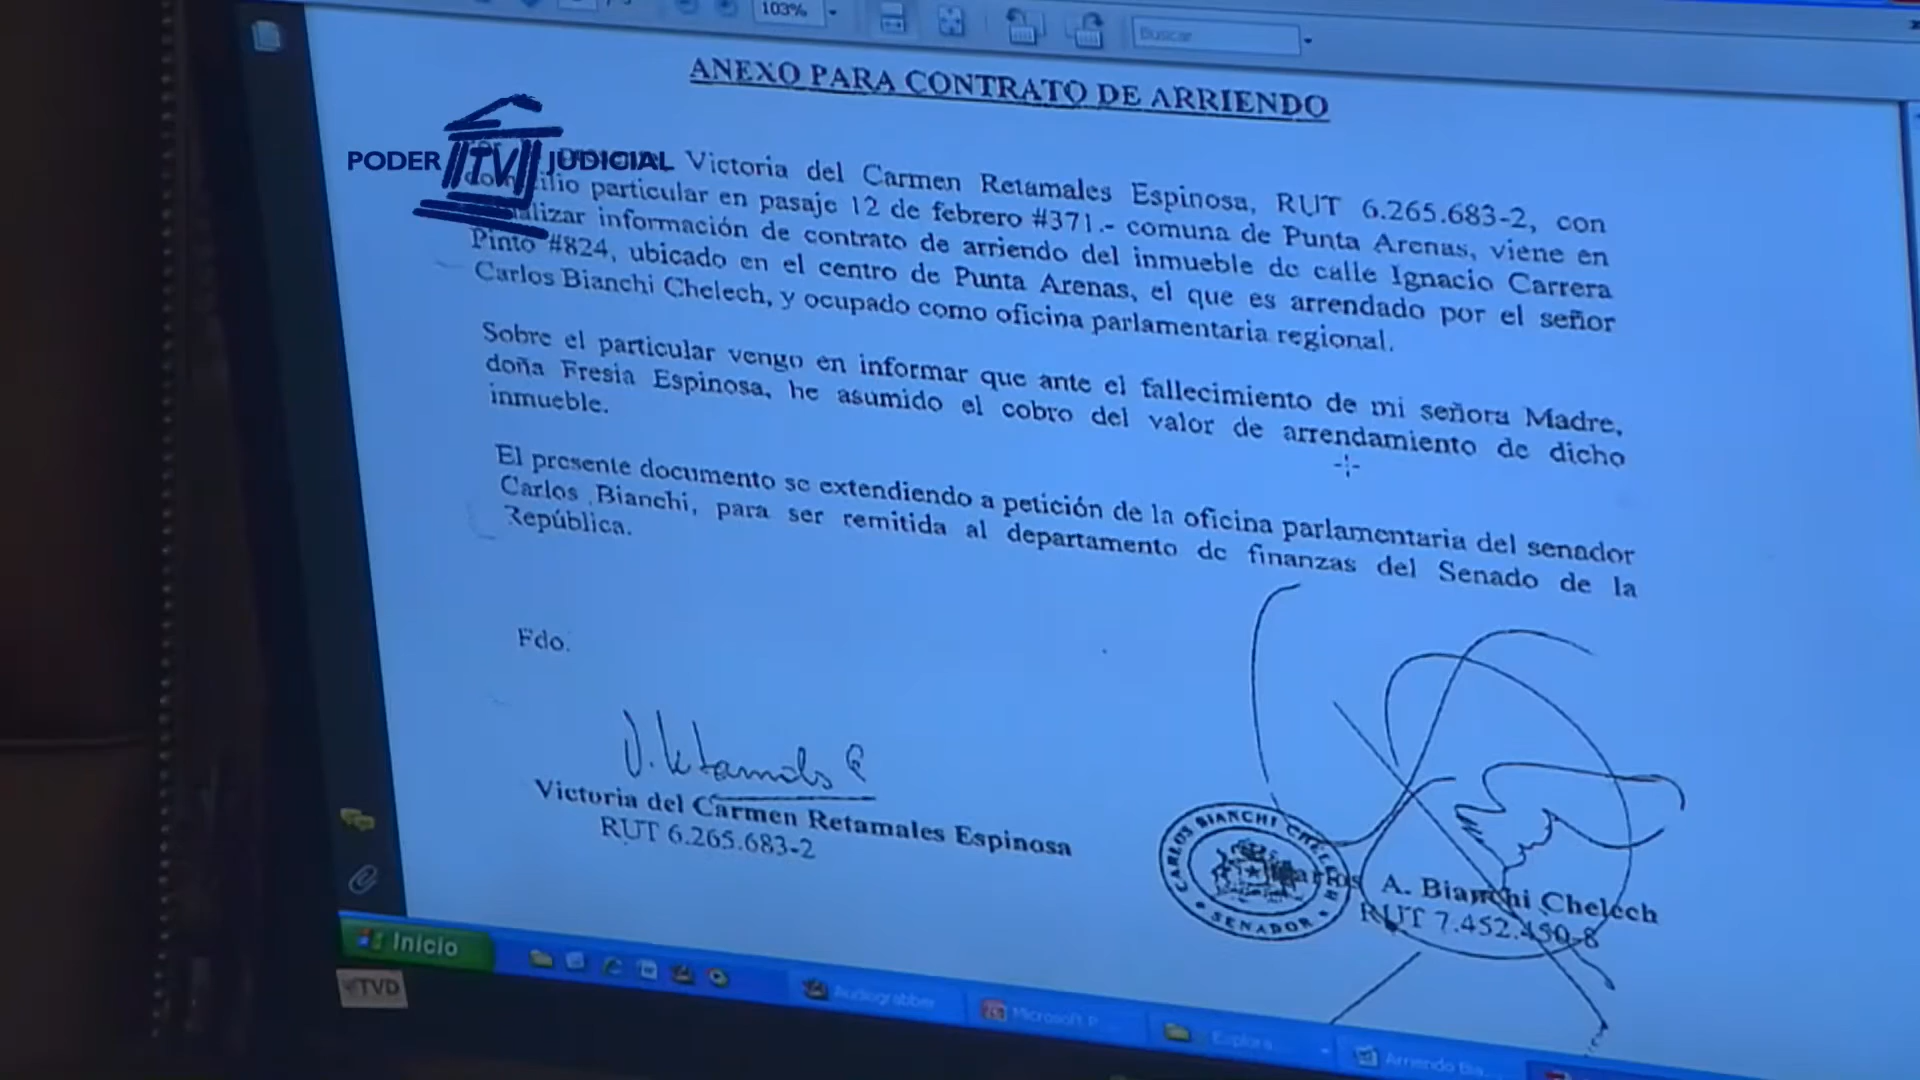 103%
Buscar
ANEXO PARA CONTRATO DE ARRIENDO
PODER TV JUDICIAL
Victoria del Carmen Retamales Espinosa, RUT 6.265.683-2, con
domicilio particular en pasaje 12 de febrero #371.- comuna de Punta Arenas, viene en
información de contrato de arriendo del inmueble de calle Ignacio Carrera
Pinto #824, ubicado en el centro de Punta Arenas, el que es arrendado por el señor
Carlos Bianchi Chelech, y ocupado como oficina parlamentaria regional.
Sobre el particular vengo en informar que ante el fallecimiento de mi señora Madre,
doña Fresia Espinosa, he asumido el cobro del valor de arrendamiento de dicho
inmueble.
El presente documento se extendiendo a petición de la oficina parlamentaria del senador
Carlos Bianchi, para ser remitida al departamento de finanzas del Senado de la
República.
Fdo.
V. Retamales E
Victoria del Carmen Retamales Espinosa
RUT 6.265.683-2
CARLOS BIANCHI CHELECH
SENADOR
Carlos A. Bianchi Chelech
RUT 7.452.450-8
Inicio
Audiograbber
Microsoft P...
Explora...
Arriendo Bia...
TVD